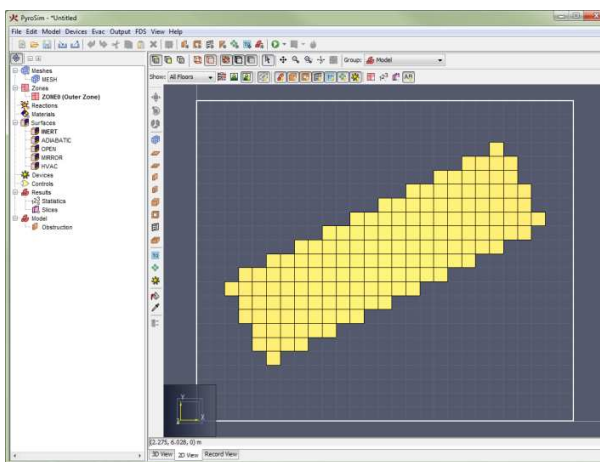 PyroSim - *Untitled
File Edit Model Devices Evac Output FDS View Help
Group: Model
Show: All Floors
Meshes
MESH
Zones
ZONE0 (Outer Zone)
Reactions
Materials
Surfaces
INERT
ADIABATIC
OPEN
MIRROR
HVAC
Devices
Controls
Results
Statistics
Slices
Model
Obstruction
Y
X
(2.275, 6.028, 0) m
3D View 2D View Record View